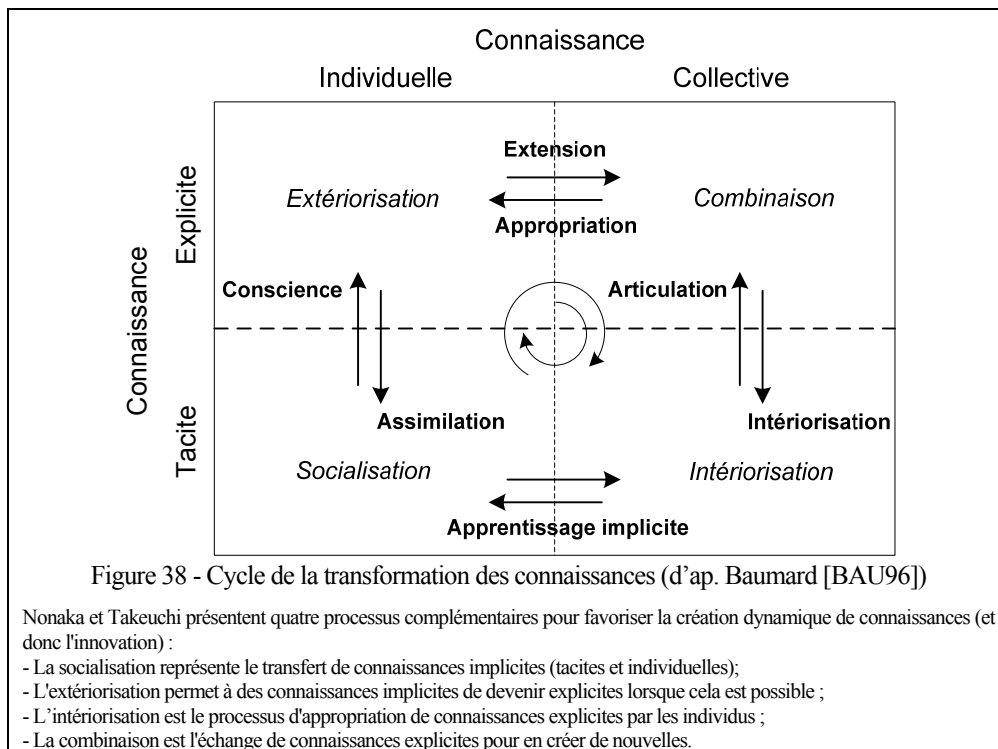 Connaissance
Individuelle Collective
Extension
Extériorisation Combinaison
Appropriation
Explicite
Conscience Articulation
Connaissance
Assimilation Intériorisation
Tacite
Socialisation Intériorisation
Apprentissage implicite
Figure 38 - Cycle de la transformation des connaissances (d’ap. Baumard [BAU96])
Nonaka et Takeuchi présentent quatre processus complémentaires pour favoriser la création dynamique de connaissances (et
donc l'innovation) :
- La socialisation représente le transfert de connaissances implicites (tacites et individuelles);
- L'extériorisation permet à des connaissances implicites de devenir explicites lorsque cela est possible ;
- L’intériorisation est le processus d'appropriation de connaissances explicites par les individus ;
- La combinaison est l'échange de connaissances explicites pour en créer de nouvelles.